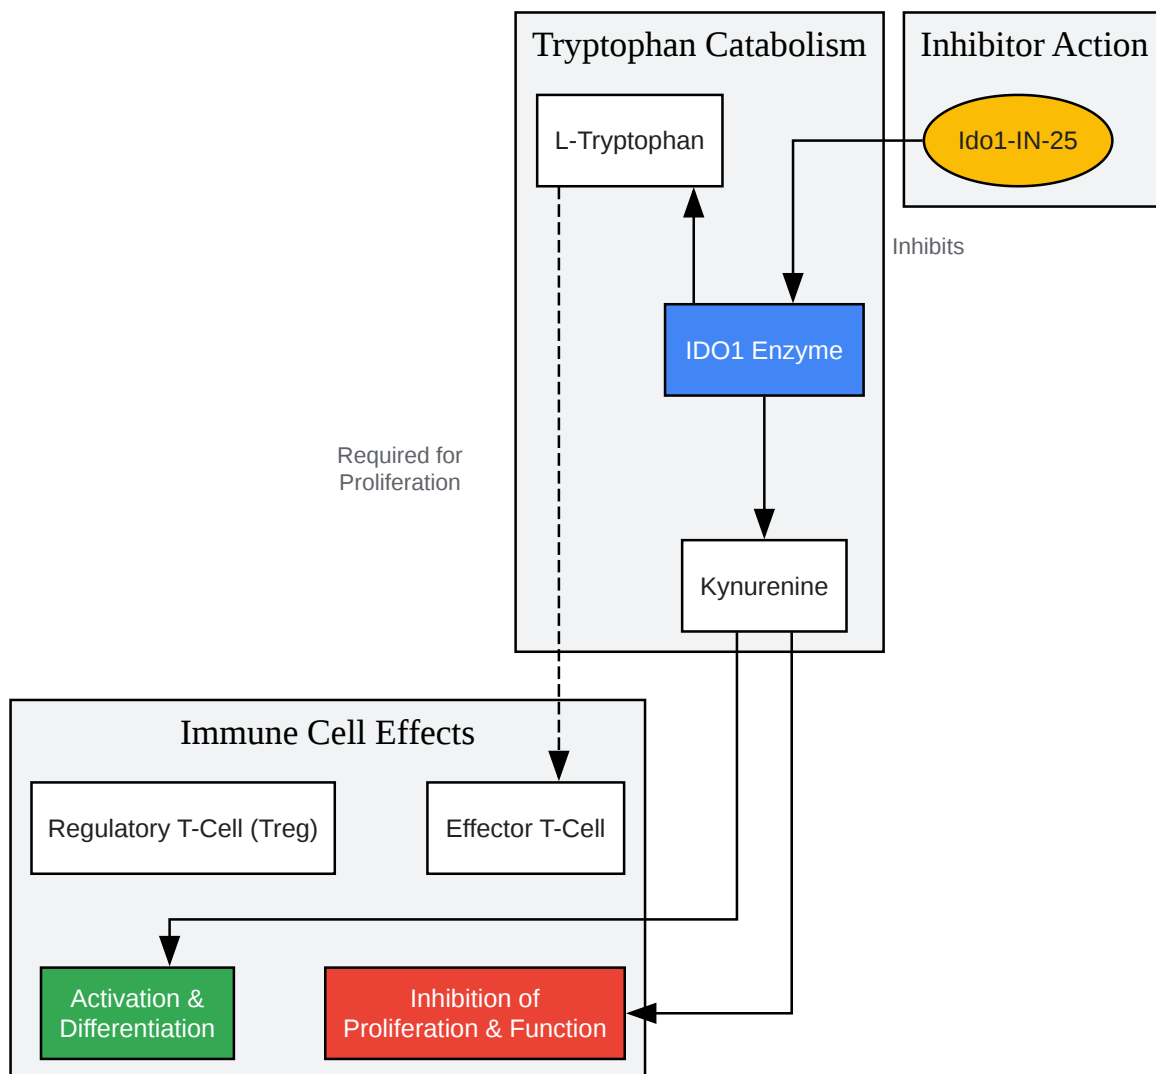 Tryptophan Catabolism
Inhibitor Action
L-Tryptophan
Ido1-IN-25
Inhibits
IDO1 Enzyme
Required for
Proliferation
Kynurenine
Immune Cell Effects
Regulatory T-Cell (Treg)
Effector T-Cell
Activation &
Differentiation
Inhibition of
Proliferation & Function